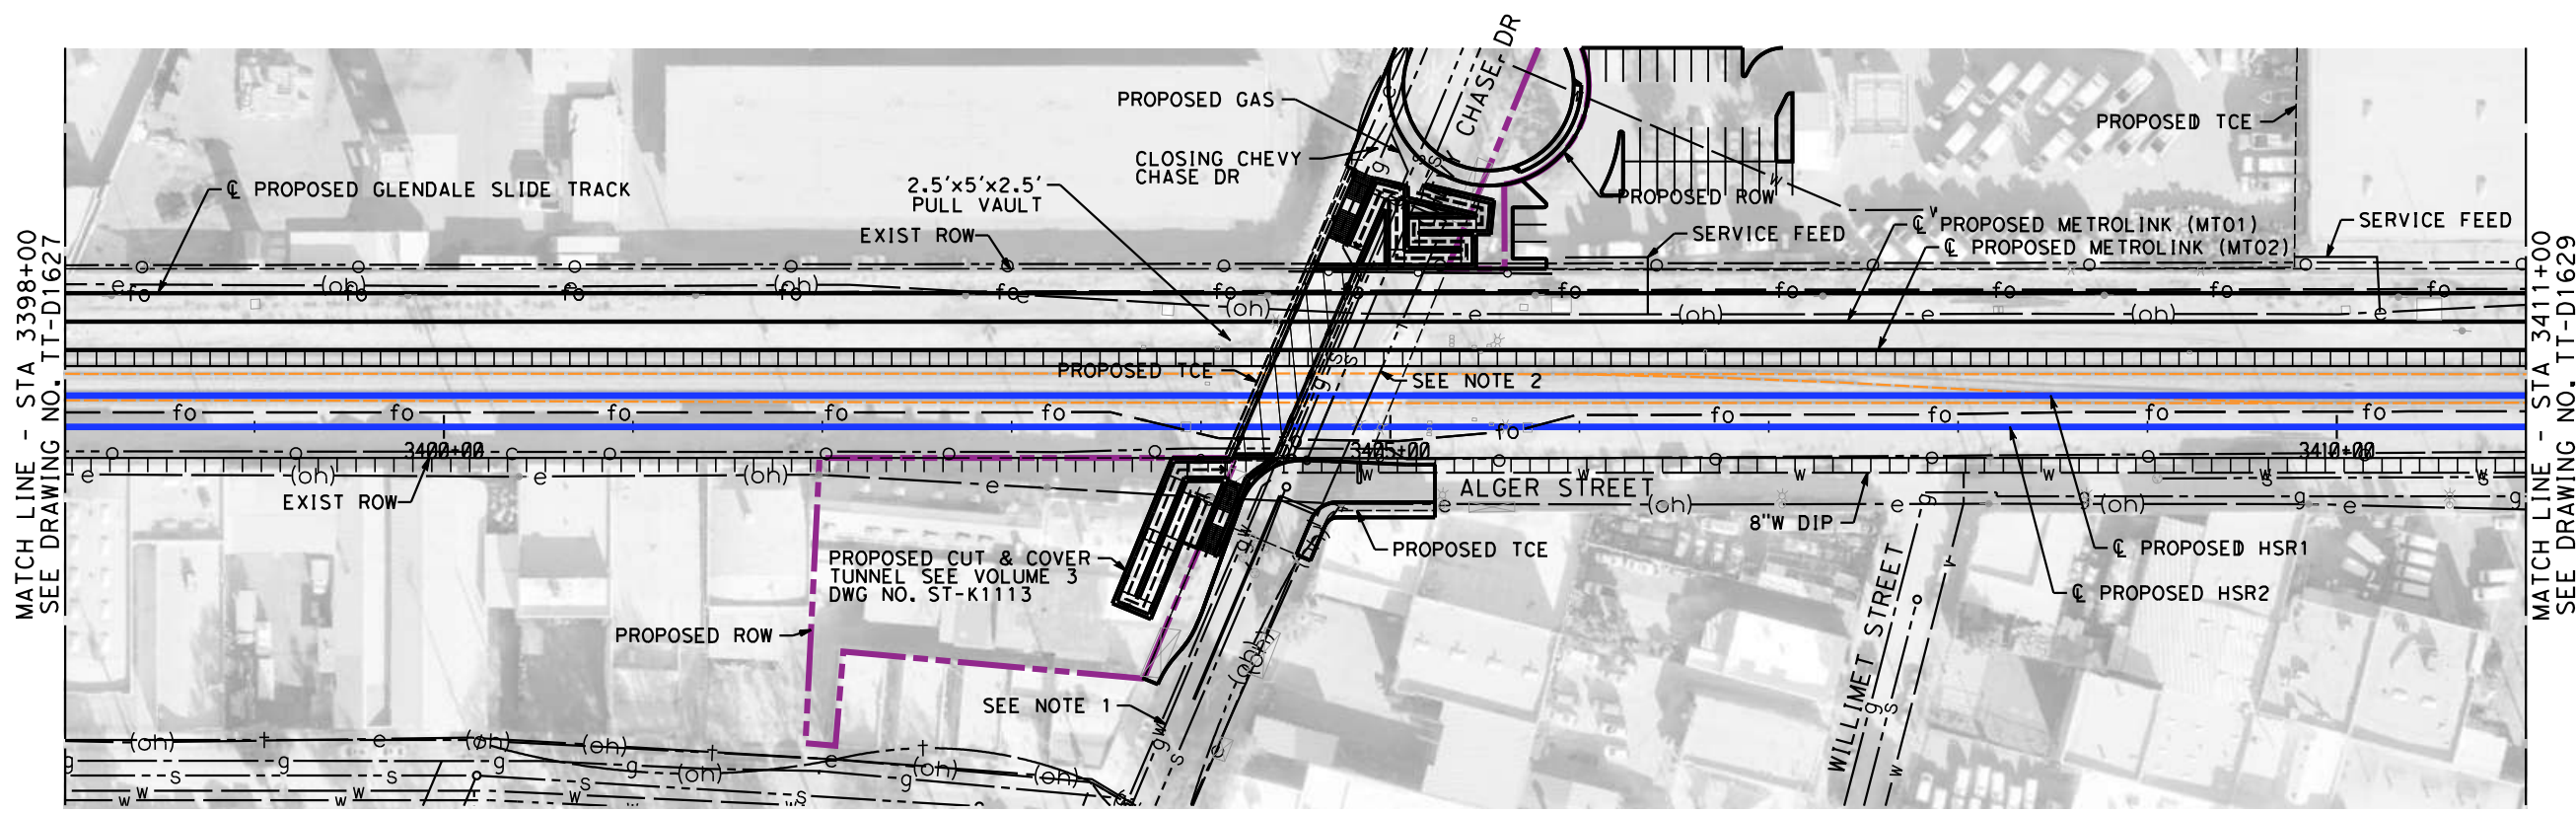 CHASE DR
PROPOSED GAS
PROPOSED TCE
CLOSING CHEVY
CHASE DR
2.5'x5'x2.5'
PULL VAULT
℄ PROPOSED GLENDALE SLIDE TRACK
PROPOSED ROW
EXIST ROW
SERVICE FEED
℄ PROPOSED METROLINK (MT01)
℄ PROPOSED METROLINK (MT02)
SERVICE FEED
MATCH LINE - STA 3398+00
SEE DRAWING NO. TT-D1627
MATCH LINE - STA 3411+00
SEE DRAWING NO. TT-D1629
PROPOSED TCE
SEE NOTE 2
3400+00
3405+00
3410+00
EXIST ROW
ALGER STREET
8"W DIP
PROPOSED TCE
℄ PROPOSED HSR1
℄ PROPOSED HSR2
PROPOSED CUT & COVER
TUNNEL SEE VOLUME 3
DWG NO. ST-K1113
PROPOSED ROW
SEE NOTE 1
WILLIMET STREET